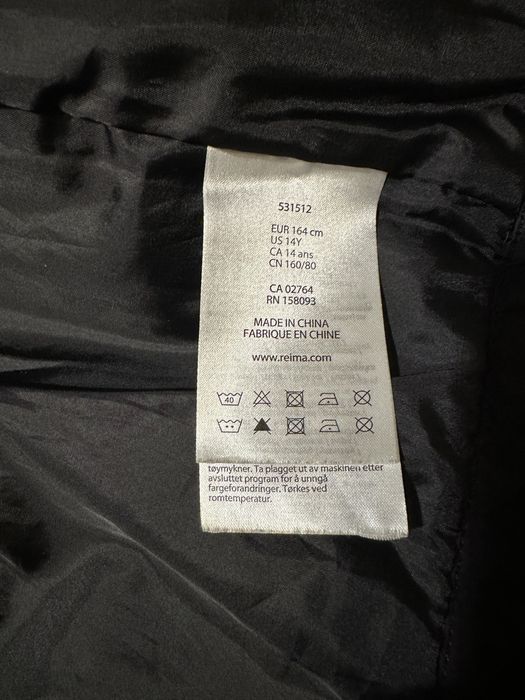 531512
EUR 164 cm
US 14Y
CA 14 ans
CN 160/80
CA 02764
RN 158093
MADE IN CHINA
FABRIQUE EN CHINE
www.reima.com
40
tøymykner. Ta plagget ut av maskinen etter
avsluttet program for å unngå
fargeforandringer. Tørkes ved
romtemperatur.